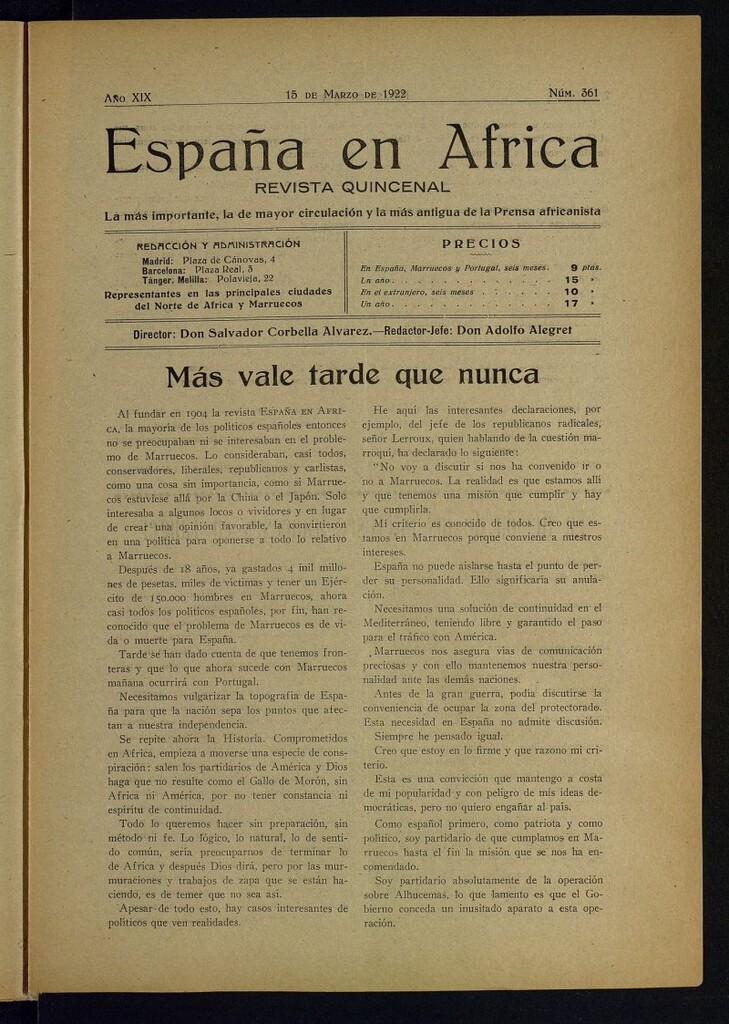 Año XIX
15 de Marzo de 1922
Núm. 361
España en Africa
REVISTA QUINCENAL
La más importante, la de mayor circulación y la más antigua de la Prensa africanista
REDACCIÓN Y ADMINISTRACIÓN
Madrid: Plaza de Cánovas, 4
Barcelona: Plaza Real, 3
Tánger, Melilla: Polavieja, 22
Representantes en las principales ciudades
del Norte de Africa y Marruecos
PRECIOS
En España, Marruecos y Portugal, seis meses. 9 ptas.
Un año . . . . . . . . . . . . . 15 "
En el extranjero, seis meses . . . . . . 10 "
Un año. . . . . . . . . . . . . 17 "
Director: Don Salvador Corbella Alvarez.—Redactor-Jefe: Don Adolfo Alegret
Más vale tarde que nunca
Al fundar en 1904 la revista España en Afri-
ca, la mayoria de los politicos españoles entonces
no se preocupaban ni se interesaban en el proble-
mo de Marruecos. Lo consideraban, casi todos,
conservadores, liberales, republicanos y carlistas,
como una cosa sin importancia, como si Marrue-
cos estuviese allá por la China o el Japón. Solo
interesaba a algunos locos o vividores y en lugar
de crear una opinión favorable, la convirtieron
en una politica para oponerse a todo lo relativo
a Marruecos.
Después de 18 años, ya gastados 4 mil millo-
nes de pesetas, miles de victimas y tener un Ejér-
cito de 150.000 hombres en Marruecos, ahora
casi todos los politicos españoles, por fin, han re-
conocido que el problema de Marruecos es de vi-
da o muerte para España.
Tarde se han dado cuenta de que tenemos fron-
teras y que lo que ahora sucede con Marruecos
mañana ocurrirá con Portugal.
Necesitamos vulgarizar la topografia de Espa-
ña para que la nación sepa los puntos que afec-
tan a nuestra independencia.
Se repite ahora la Historia. Comprometidos
en Africa, empieza a moverse una especie de cons-
piración: salen los partidarios de América y Dios
haga que no resulte como el Gallo de Morón, sin
Africa ni América, por no tener constancia ni
espiritu de continuidad.
Todo lo queremos hacer sin preparación, sin
método ni fe. Lo lógico, lo natural, lo de senti-
do común, seria preocuparnos de terminar lo
de Africa y después Dios dirá, pero por las mur-
muraciones y trabajos de zapa que se están ha-
ciendo, es de temer que no sea asi.
Apesar de todo esto, hay casos interesantes de
politicos que ven realidades.
He aqui las interesantes declaraciones, por
ejemplo, del jefe de los republicanos radicales,
señor Lerroux, quien hablando de la cuestión ma-
rroqui, ha declarado lo siguiente:
"No voy a discutir si nos ha convenido ir o
no a Marruecos. La realidad es que estamos alli
y que tenemos una misión que cumplir y hay
que cumplirla.
Mi criterio es conocido de todos. Creo que es-
tamos en Marruecos porque conviene a nuestros
intereses.
España no puede aislarse hasta el punto de per-
der su personalidad. Ello significaria su anula-
ción.
Necesitamos una solución de continuidad en el
Mediterráneo, teniendo libre y garantido el paso
para el tráfico con América.
Marruecos nos asegura vias de comunicación
preciosas y con ello mantenemos nuestra perso-
nalidad ante las demás naciones.
Antes de la gran guerra, podia discutirse la
conveniencia de ocupar la zona del protectorado.
Esta necesidad en España no admite discusión.
Siempre he pensado igual.
Creo que estoy en lo firme y que razono mi cri-
terio.
Esta es una convicción que mantengo a costa
de mi popularidad y con peligro de mis ideas de-
mocráticas, pero no quiero engañar al pais.
Como español primero, como patriota y como
politico, soy partidario de que cumplamos en Ma-
rruecos hasta el fin la misión que se nos ha en-
comendado.
Soy partidario absolutamente de la operación
sobre Alhucemas, lo que lamento es que el Go-
bierno conceda un inusitado aparato a esta ope-
ración.